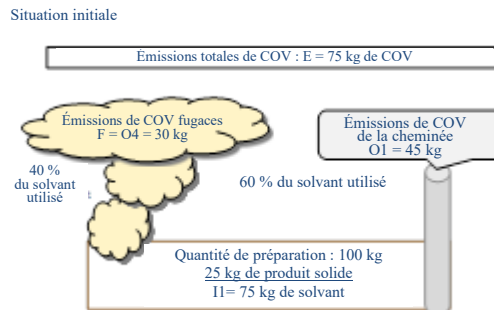 Situation initiale
Émissions totales de COV : E = 75 kg de COV
Émissions de COV fugaces
F = O4 = 30 kg
Émissions de COV
de la cheminée
O1 = 45 kg
40 %
du solvant
utilisé
60 % du solvant utilisé
Quantité de préparation : 100 kg
25 kg de produit solide
I1= 75 kg de solvant